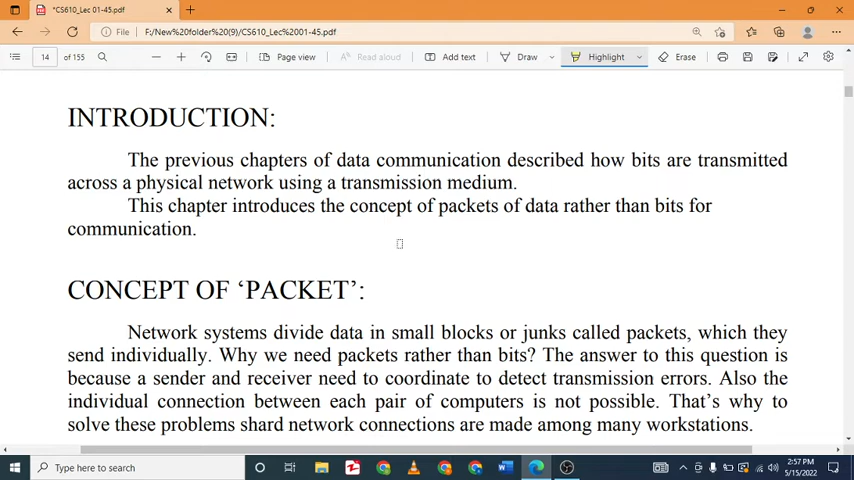 *CS610_Lec 01-45.pdf
File F:/New%20folder%20(9)/CS610_Lec%2001-45.pdf
14 of 155 Page view Read aloud Add text Draw Highlight Erase
INTRODUCTION:
The previous chapters of data communication described how bits are transmitted
across a physical network using a transmission medium.
This chapter introduces the concept of packets of data rather than bits for
communication.
CONCEPT OF ‘PACKET’:
Network systems divide data in small blocks or junks called packets, which they
send individually. Why we need packets rather than bits? The answer to this question is
because a sender and receiver need to coordinate to detect transmission errors. Also the
individual connection between each pair of computers is not possible. That’s why to
solve these problems shard network connections are made among many workstations.
Type here to search
2:57 PM
5/15/2022